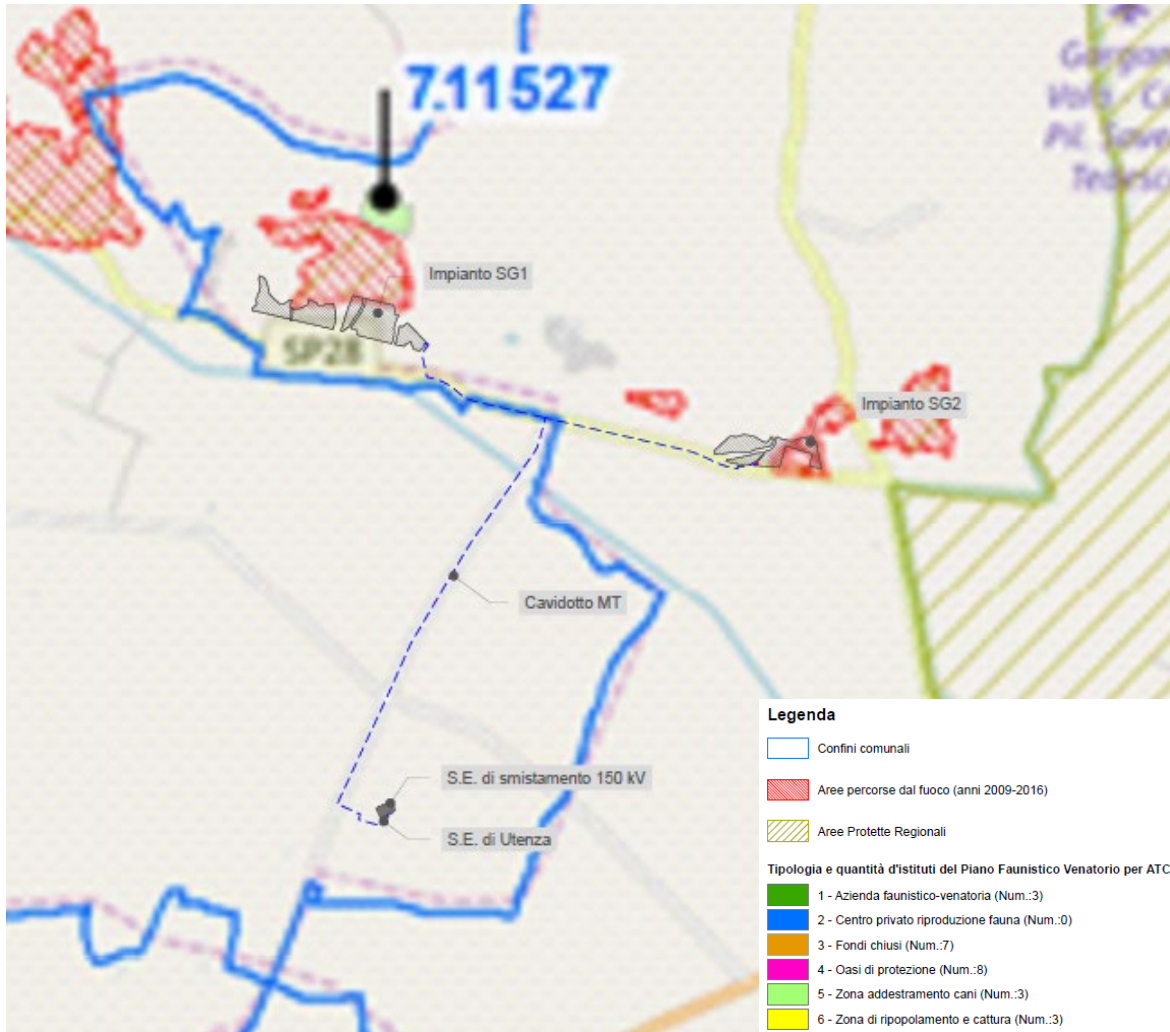 7.11527
Impianto SG1
SP28
Impianto SG2
Cavidotto MT
S.E. di smistamento 150 kV
S.E. di Utenza
Legenda
Confini comunali
Aree percorse dal fuoco (anni 2009-2016)
Aree Protette Regionali
Tipologia e quantità d'istituti del Piano Faunistico Venatorio per ATC
1 - Azienda faunistico-venatoria (Num.:3)
2 - Centro privato riproduzione fauna (Num.:0)
3 - Fondi chiusi (Num.:7)
4 - Oasi di protezione (Num.:8)
5 - Zona addestramento cani (Num.:3)
6 - Zona di ripopolamento e cattura (Num.:3)